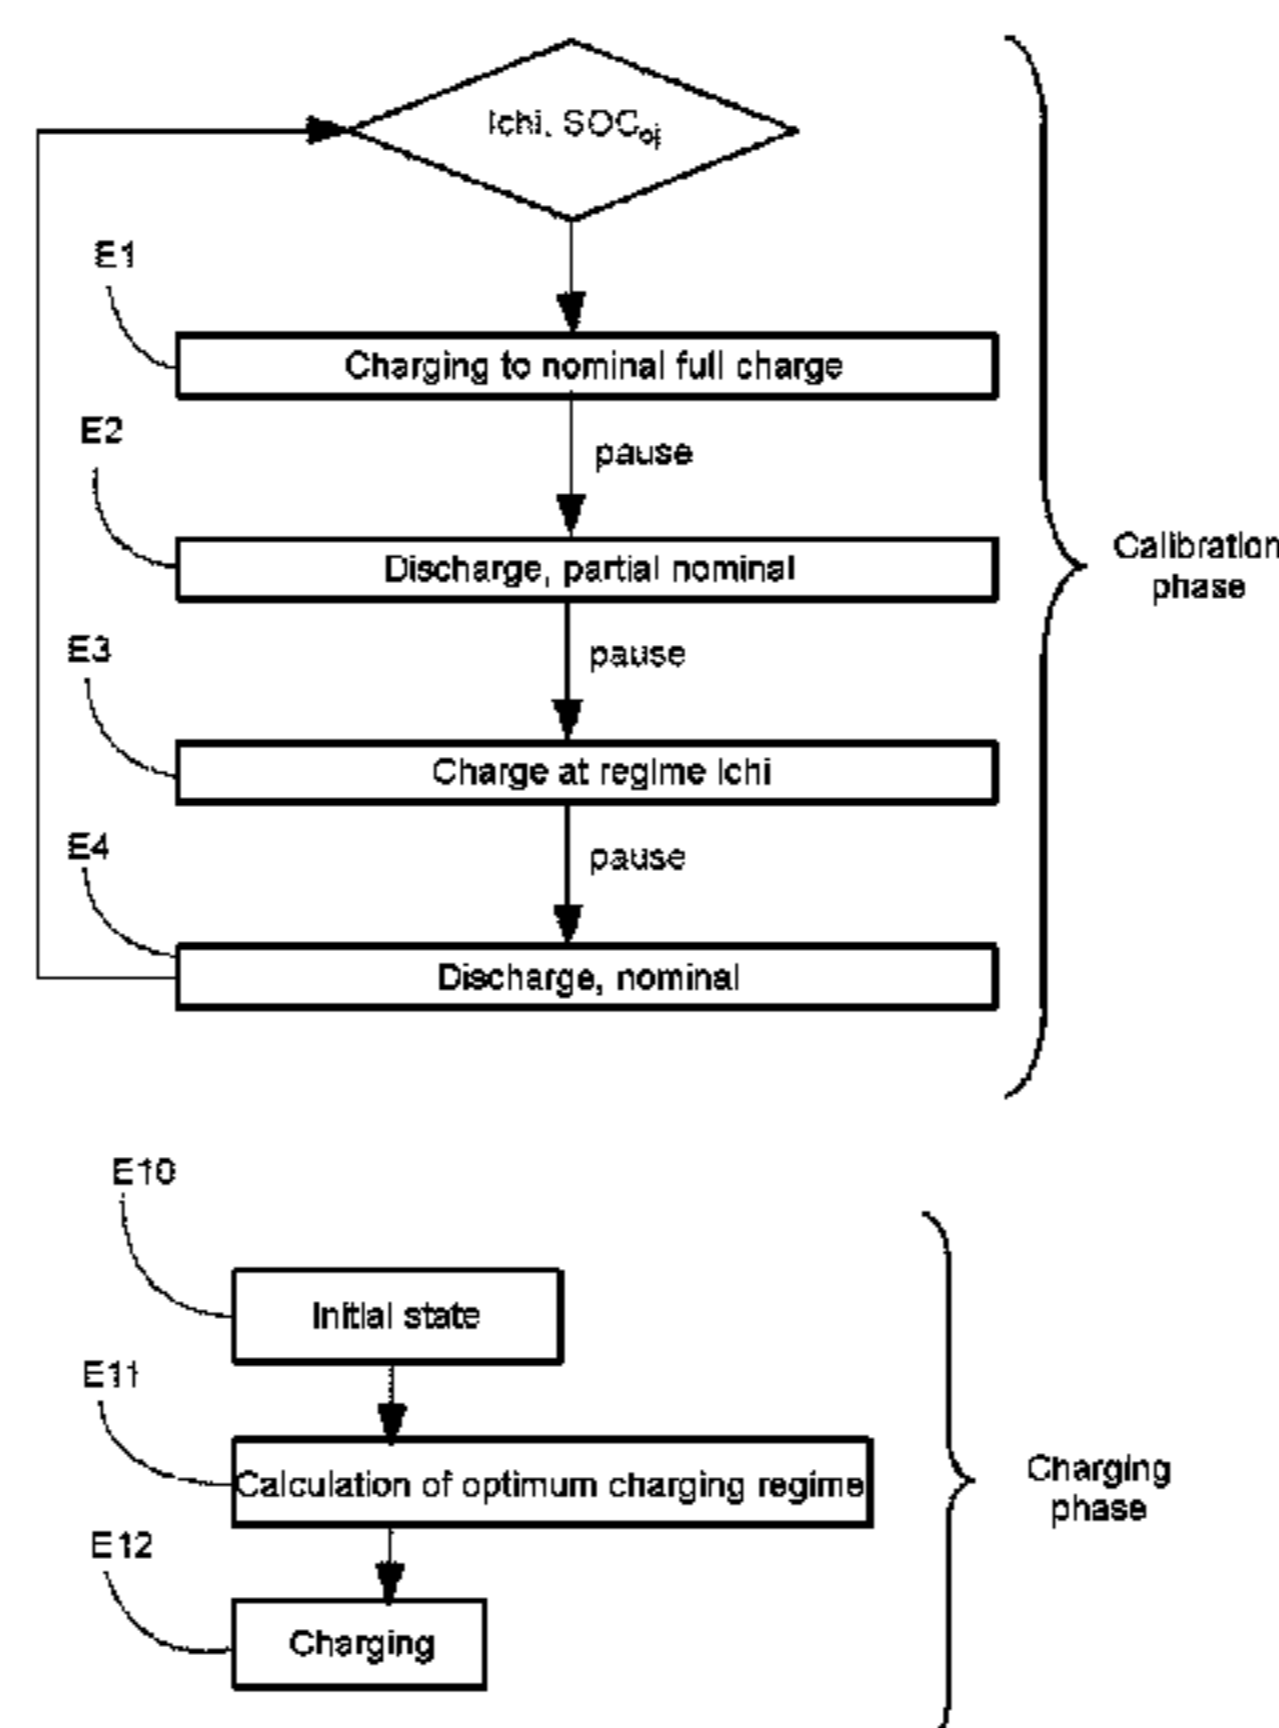 Ichi, SOCoj
E1
Charging to nominal full charge
pause
E2
Discharge, partial nominal
pause
E3
Charge at regime Ichi
pause
E4
Discharge, nominal
Calibration
phase
E10
Initial state
E11
Calculation of optimum charging regime
E12
Charging
Charging
phase